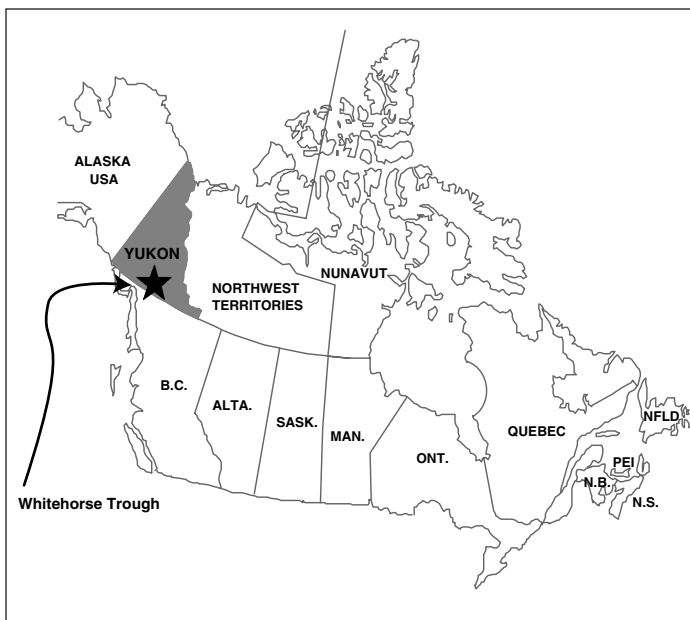 ALASKA
USA
YUKON
NORTHWEST
TERRITORIES
NUNAVUT
B.C.
ALTA.
SASK.
MAN.
ONT.
QUEBEC
NFLD
PEI
N.B.
N.S.
Whitehorse Trough